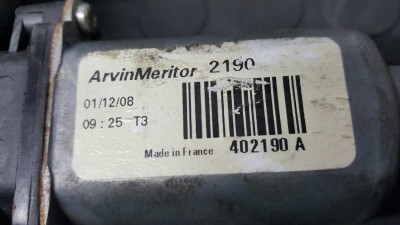 ArvinMeritor 2190
01/12/08
09:25 T3
Made in France 402190 A